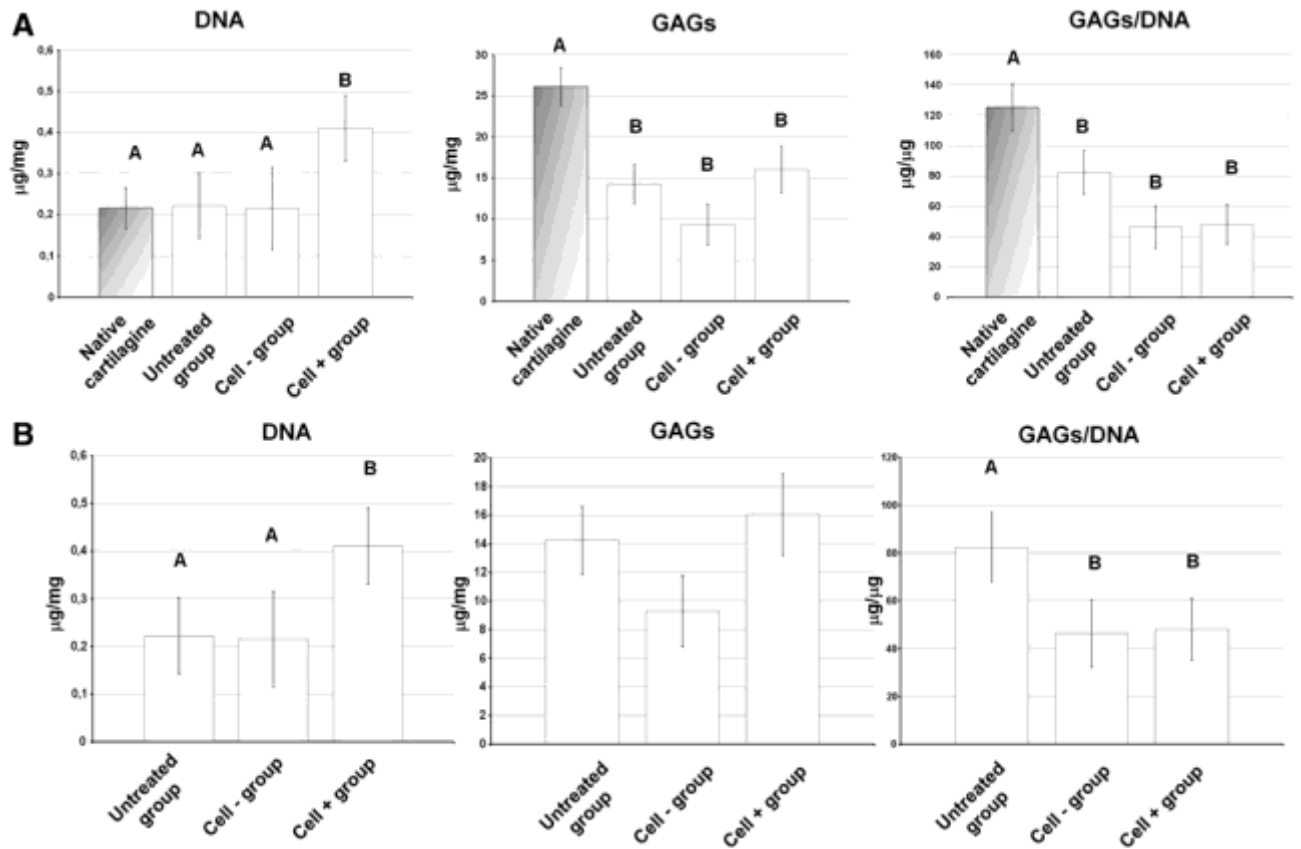 A
DNA
0,6
0,5
0,4
0,3
0,2
0,1
0
µg/mg
A
A
A
B
Native
cartilagine
Untreated
group
Cell - group
Cell + group
GAGs
30
25
20
15
10
5
0
µg/mg
A
B
B
B
Native
cartilagine
Untreated
group
Cell - group
Cell + group
GAGs/DNA
160
140
120
100
80
60
40
20
0
µg/µg
A
B
B
B
Native
cartilagine
Untreated
group
Cell - group
Cell + group
B
DNA
0,6
0,5
0,4
0,3
0,2
0,1
0
µg/mg
A
A
B
Untreated
group
Cell - group
Cell + group
GAGs
20
18
16
14
12
10
8
6
4
2
0
µg/mg
Untreated
group
Cell - group
Cell + group
GAGs/DNA
120
100
80
60
40
20
0
µg/µg
A
B
B
Untreated
group
Cell - group
Cell + group